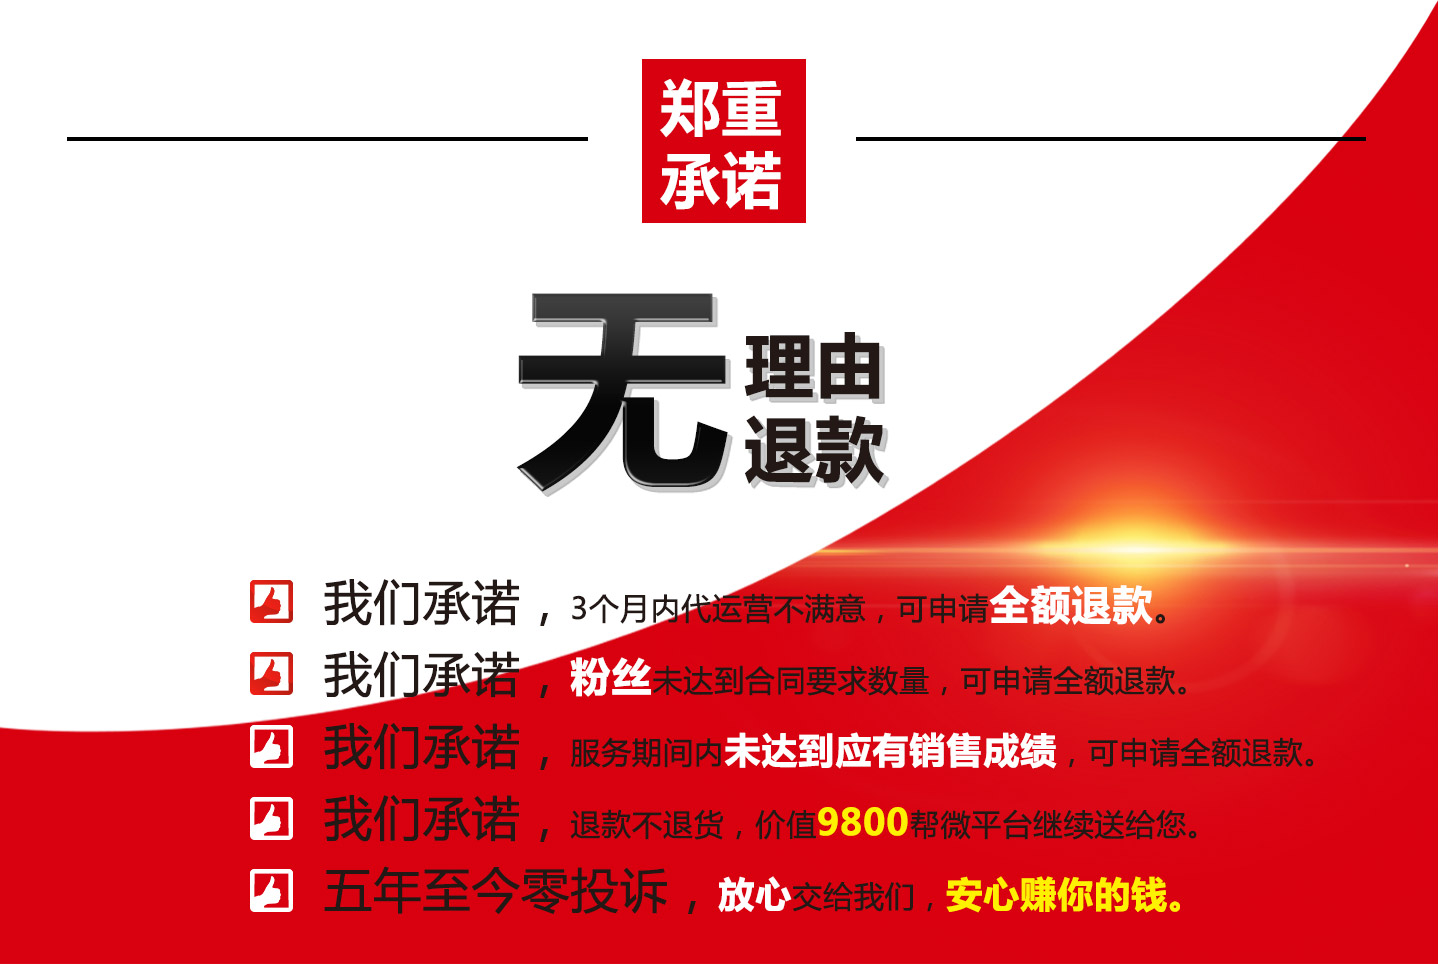 郑重
承诺
无
理由
退款
我们承诺，3个月内代运营不满意，可申请全额退款。
我们承诺，粉丝未达到合同要求数量，可申请全额退款。
我们承诺，服务期间内未达到应有销售成绩，可申请全额退款。
我们承诺，退款不退货，价值9800帮微平台继续送给您。
五年至今零投诉，放心交给我们，安心赚你的钱。